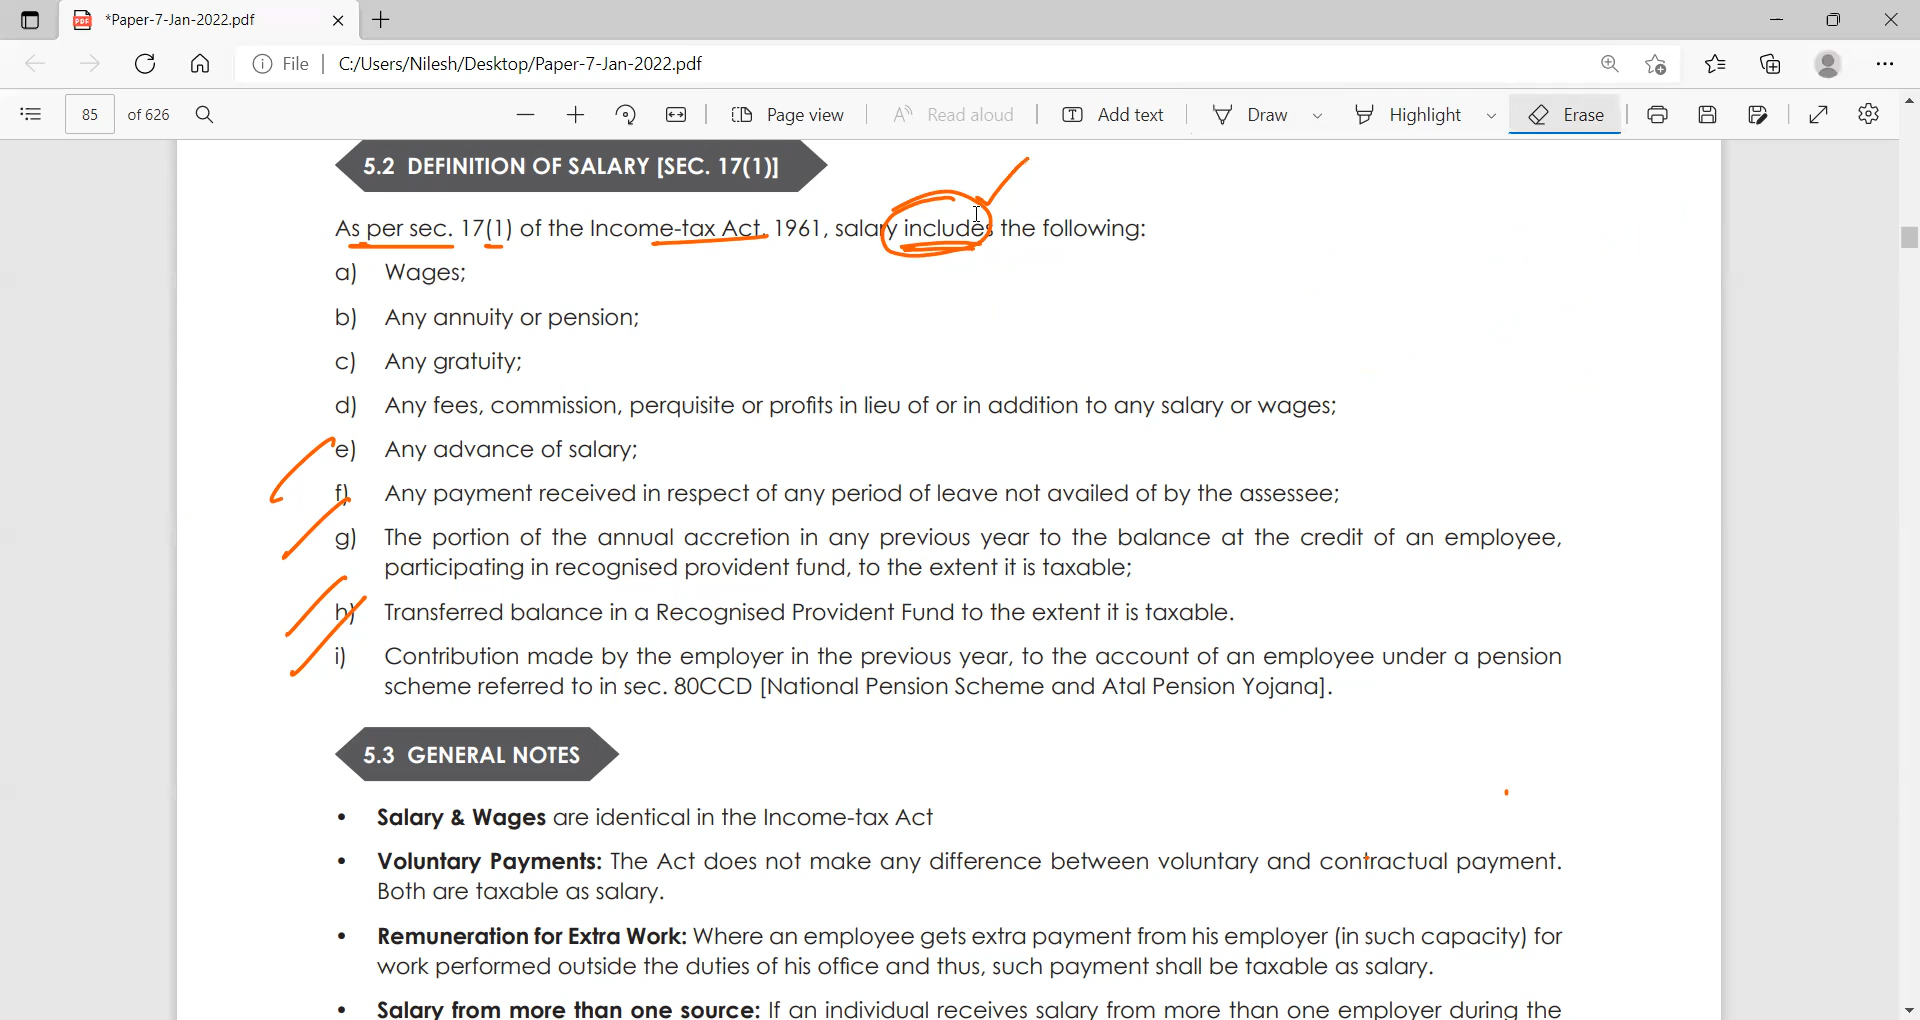 *Paper-7-Jan-2022.pdf
File | C:/Users/Nilesh/Desktop/Paper-7-Jan-2022.pdf
85 of 626 Page view Read aloud Add text Draw Highlight Erase
5.2 DEFINITION OF SALARY [SEC. 17(1)]
As per sec. 17(1) of the Income-tax Act, 1961, salary includes the following:
a) Wages;
b) Any annuity or pension;
c) Any gratuity;
d) Any fees, commission, perquisite or profits in lieu of or in addition to any salary or wages;
e) Any advance of salary;
f) Any payment received in respect of any period of leave not availed of by the assessee;
g) The portion of the annual accretion in any previous year to the balance at the credit of an employee,
participating in recognised provident fund, to the extent it is taxable;
h) Transferred balance in a Recognised Provident Fund to the extent it is taxable.
i) Contribution made by the employer in the previous year, to the account of an employee under a pension
scheme referred to in sec. 80CCD [National Pension Scheme and Atal Pension Yojana].
5.3 GENERAL NOTES
• Salary & Wages are identical in the Income-tax Act
• Voluntary Payments: The Act does not make any difference between voluntary and contractual payment.
Both are taxable as salary.
• Remuneration for Extra Work: Where an employee gets extra payment from his employer (in such capacity) for
work performed outside the duties of his office and thus, such payment shall be taxable as salary.
• Salary from more than one source: If an individual receives salary from more than one employer during the